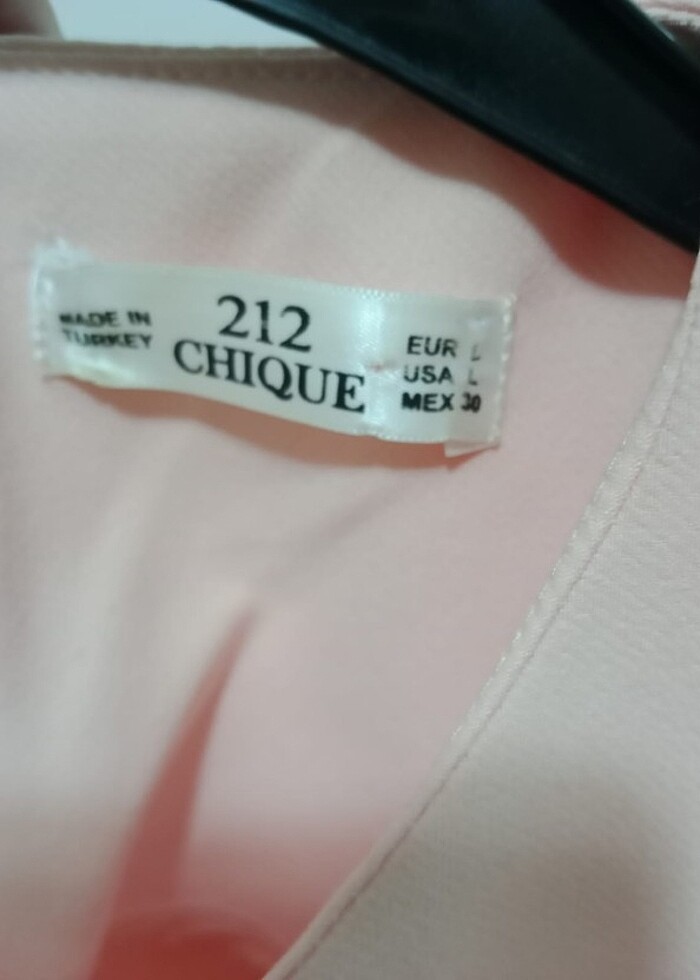 MADE IN
TURKEY
212
CHIQUE
EUR L
USA L
MEX 30